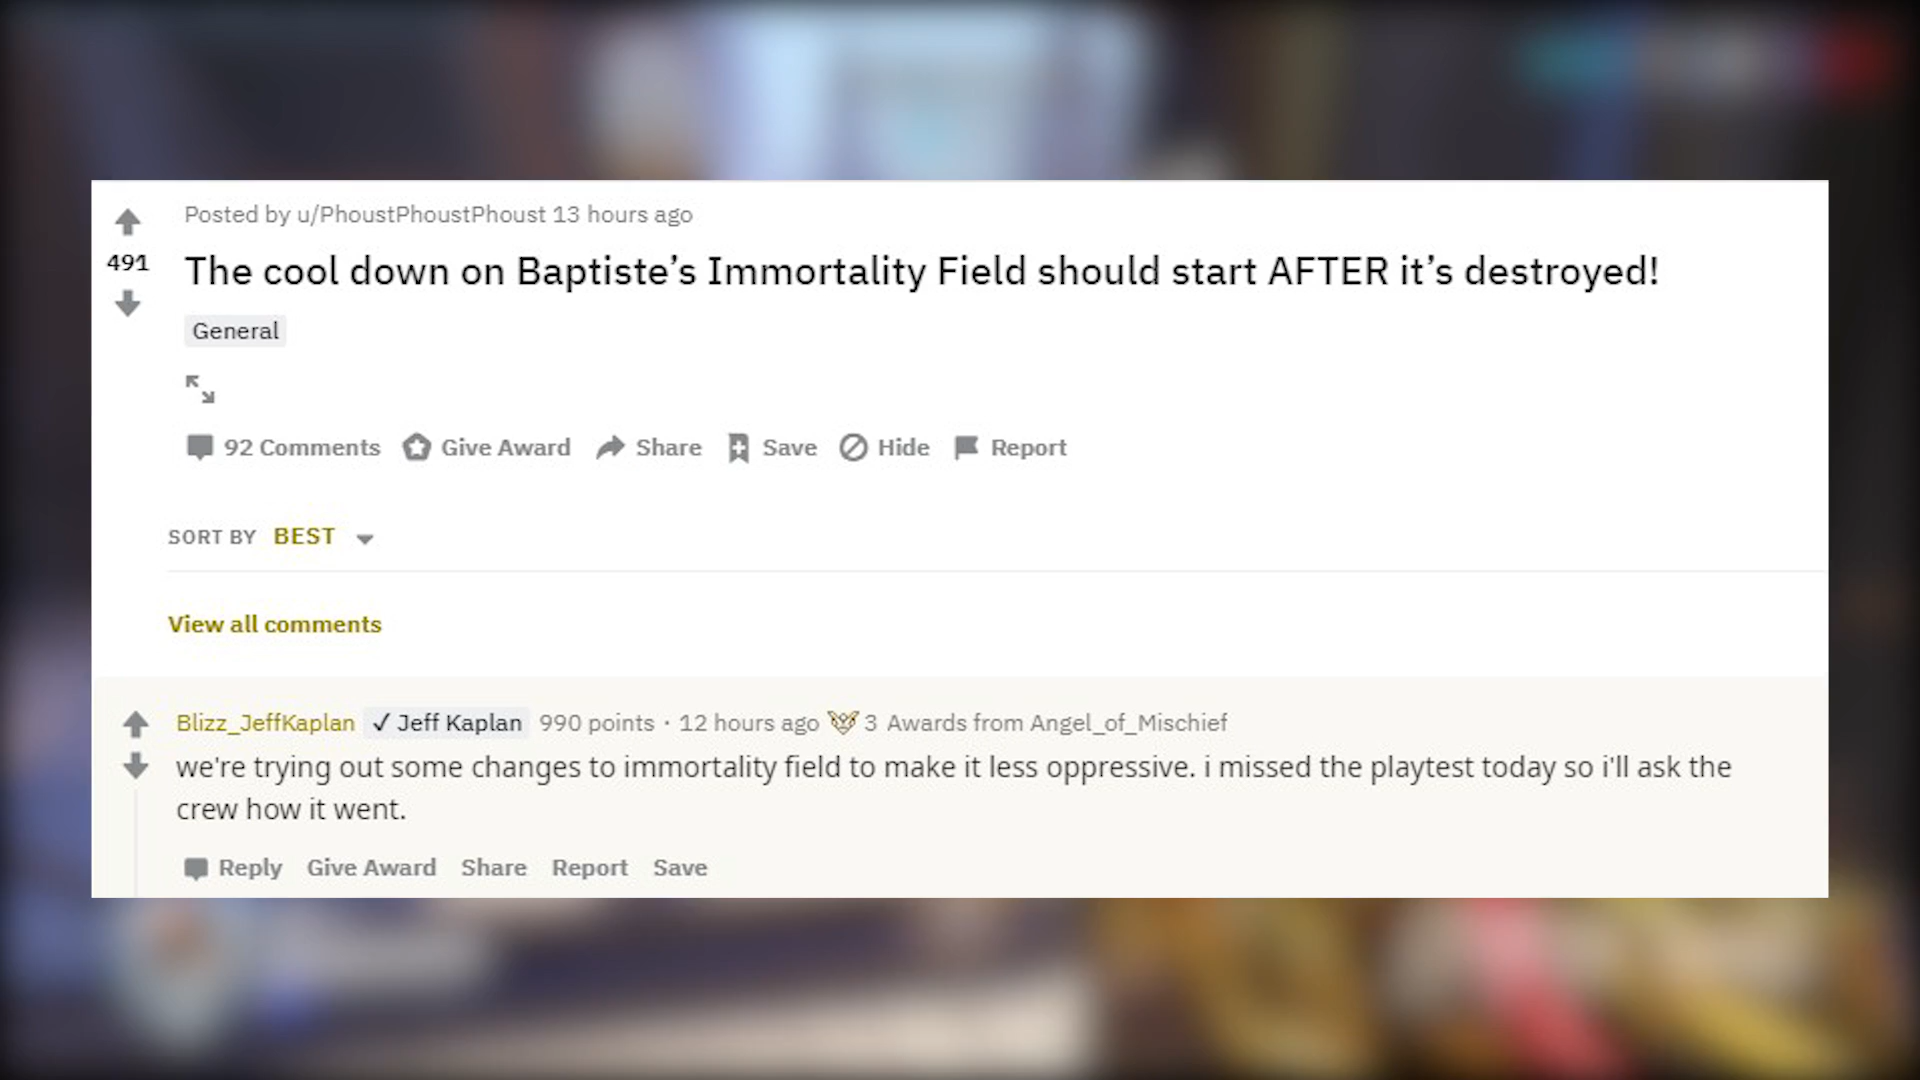 Posted by u/PhoustPhoustPhoust 13 hours ago
491
The cool down on Baptiste’s Immortality Field should start AFTER it’s destroyed!
General
92 Comments Give Award Share Save Hide Report
SORT BY BEST
View all comments
Blizz_JeffKaplan ✓ Jeff Kaplan 990 points · 12 hours ago 3 Awards from Angel_of_Mischief
we're trying out some changes to immortality field to make it less oppressive. i missed the playtest today so i'll ask the
crew how it went.
Reply Give Award Share Report Save